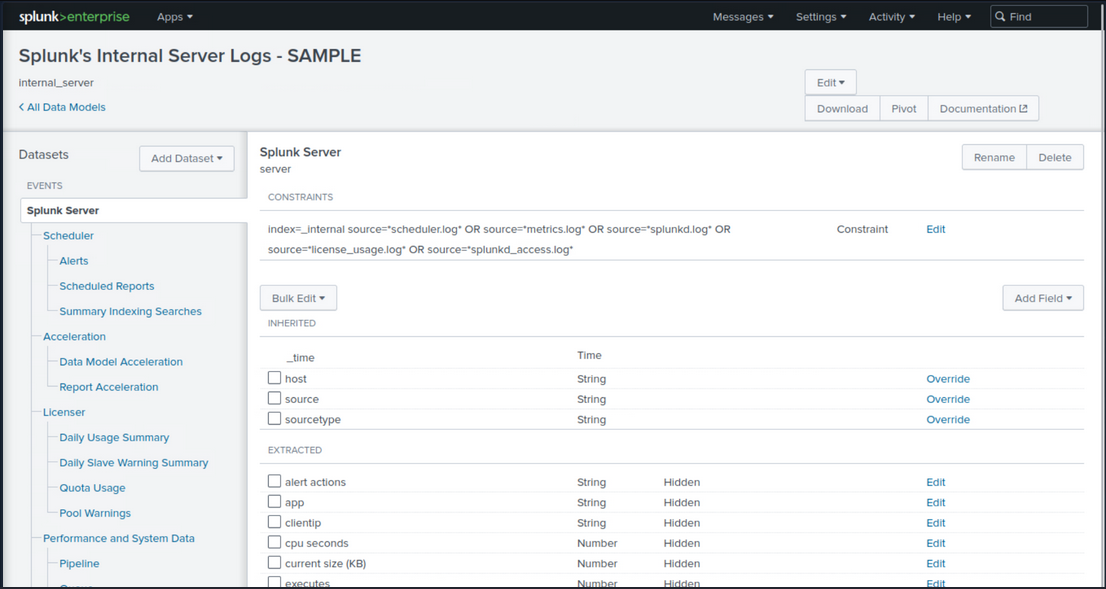 splunk>enterprise Apps Messages Settings Activity Help Find
Splunk's Internal Server Logs - SAMPLE
internal_server
Edit
All Data Models
Download Pivot Documentation
Datasets
Add Dataset
EVENTS
Splunk Server
Scheduler
Alerts
Scheduled Reports
Summary Indexing Searches
Acceleration
Data Model Acceleration
Report Acceleration
Licenser
Daily Usage Summary
Daily Slave Warning Summary
Quota Usage
Pool Warnings
Performance and System Data
Pipeline
Splunk Server
server
Rename Delete
CONSTRAINTS
index=_internal source="scheduler.log" OR source="metrics.log" OR source="splunkd.log" OR
source="license_usage.log" OR source="splunkd_access.log"
Constraint Edit
Bulk Edit Add Field
INHERITED
_time Time
host String Override
source String Override
sourcetype String Override
EXTRACTED
alert actions String Hidden Edit
app String Hidden Edit
clientip String Hidden Edit
cpu seconds Number Hidden Edit
current size (KB) Number Hidden Edit
executes Number Hidden Edit